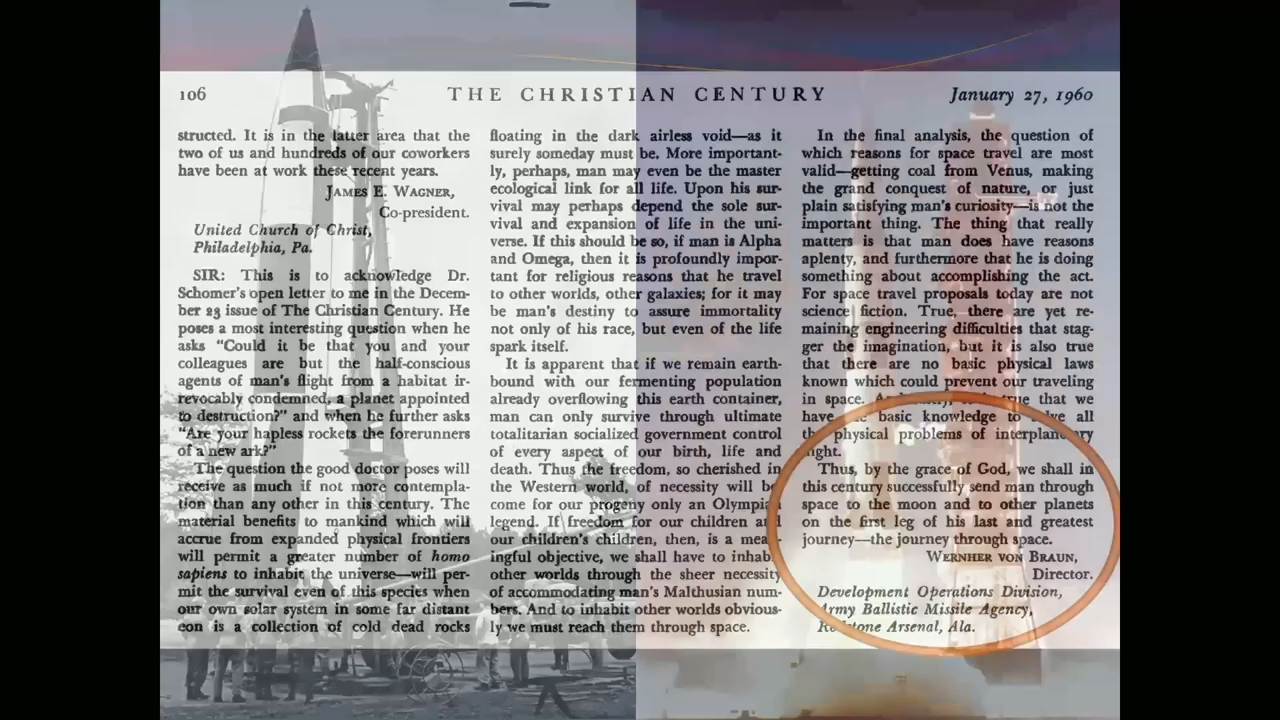 106
THE CHRISTIAN CENTURY
January 27, 1960
structed. It is in the latter area that the
two of us and hundreds of our coworkers
have been at work these recent years.
JAMES E. WAGNER,
Co-president.
United Church of Christ,
Philadelphia, Pa.
SIR: This is to acknowledge Dr.
Schomer's open letter to me in the Decem-
ber 23 issue of The Christian Century. He
poses a most interesting question when he
asks "Could it be that you and your
colleagues are but the half-conscious
agents of man's flight from a habitat ir-
revocably condemned, a planet appointed
to destruction?" and when he further asks
"Are your hapless rockets the forerunners
of a new ark?"
The question the good doctor poses will
receive as much if not more contempla-
tion than any other in this century. The
material benefits to mankind which will
accrue from expanded physical frontiers
will permit a greater number of homo
sapiens to inhabit the universe—will per-
mit the survival even of this species when
our own solar system in some far distant
eon is a collection of cold dead rocks
floating in the dark airless void—as it
surely someday must be. More important-
ly, perhaps, man may even be the master
ecological link for all life. Upon his sur-
vival may perhaps depend the sole sur-
vival and expansion of life in the uni-
verse. If this should be so, if man is Alpha
and Omega, then it is profoundly impor-
tant for religious reasons that he travel
to other worlds, other galaxies; for it may
be man's destiny to assure immortality
not only of his race, but even of the life
spark itself.
It is apparent that if we remain earth-
bound with our fermenting population
already overflowing this earth container,
man can only survive through ultimate
totalitarian socialized government control
of every aspect of our birth, life and
death. Thus the freedom, so cherished in
the Western world, of necessity will be
come for our progeny only an Olympian
legend. If freedom for our children and
our children's children, then, is a mean-
ingful objective, we shall have to inhabit
other worlds through the sheer necessity
of accommodating man's Malthusian num-
bers. And to inhabit other worlds obvious-
ly we must reach them through space.
In the final analysis, the question of
which reasons for space travel are most
valid—getting coal from Venus, making
the grand conquest of nature, or just
plain satisfying man's curiosity—is not the
important thing. The thing that really
matters is that man does have reasons
aplenty, and furthermore that he is doing
something about accomplishing the act.
For space travel proposals today are not
science fiction. True, there are yet re-
maining engineering difficulties that stag-
ger the imagination, but it is also true
that there are no basic physical laws
known which could prevent our traveling
in space. true that we
have the basic knowledge to solve all
the physical problems of interplanetary
flight.
Thus, by the grace of God, we shall in
this century successfully send man through
space to the moon and to other planets
on the first leg of his last and greatest
journey—the journey through space.
WERNHER VON BRAUN,
Director.
Development Operations Division,
Army Ballistic Missile Agency,
Redstone Arsenal, Ala.